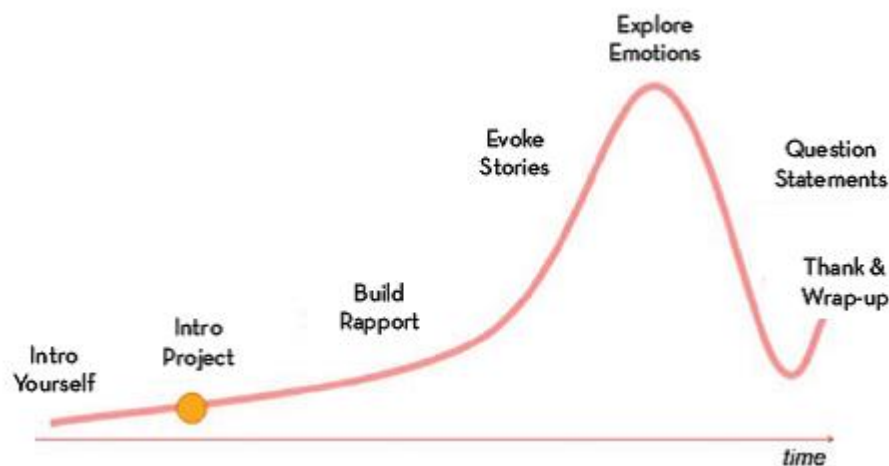 Intro
Yourself
Intro
Project
Build
Rapport
Evoke
Stories
Explore
Emotions
Question
Statements
Thank &
Wrap-up
time